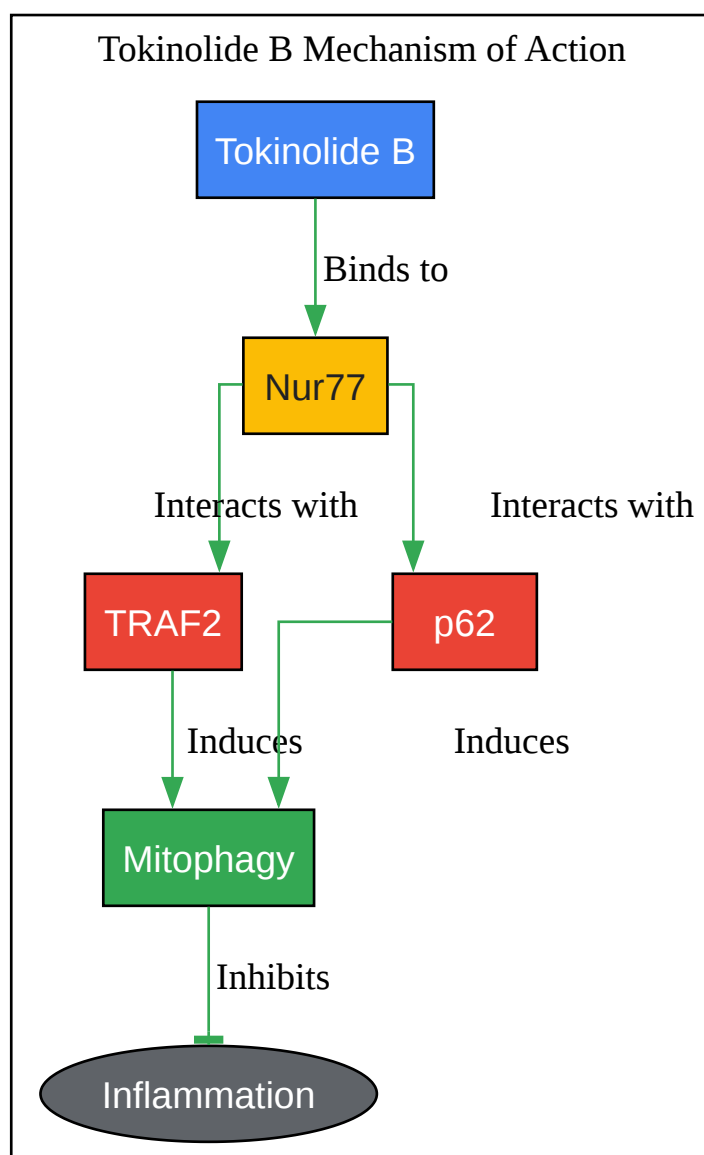 Tokinolide B Mechanism of Action
Tokinolide B
Binds to
Nur77
Interacts with
Interacts with
TRAF2
p62
Induces
Induces
Mitophagy
Inhibits
Inflammation